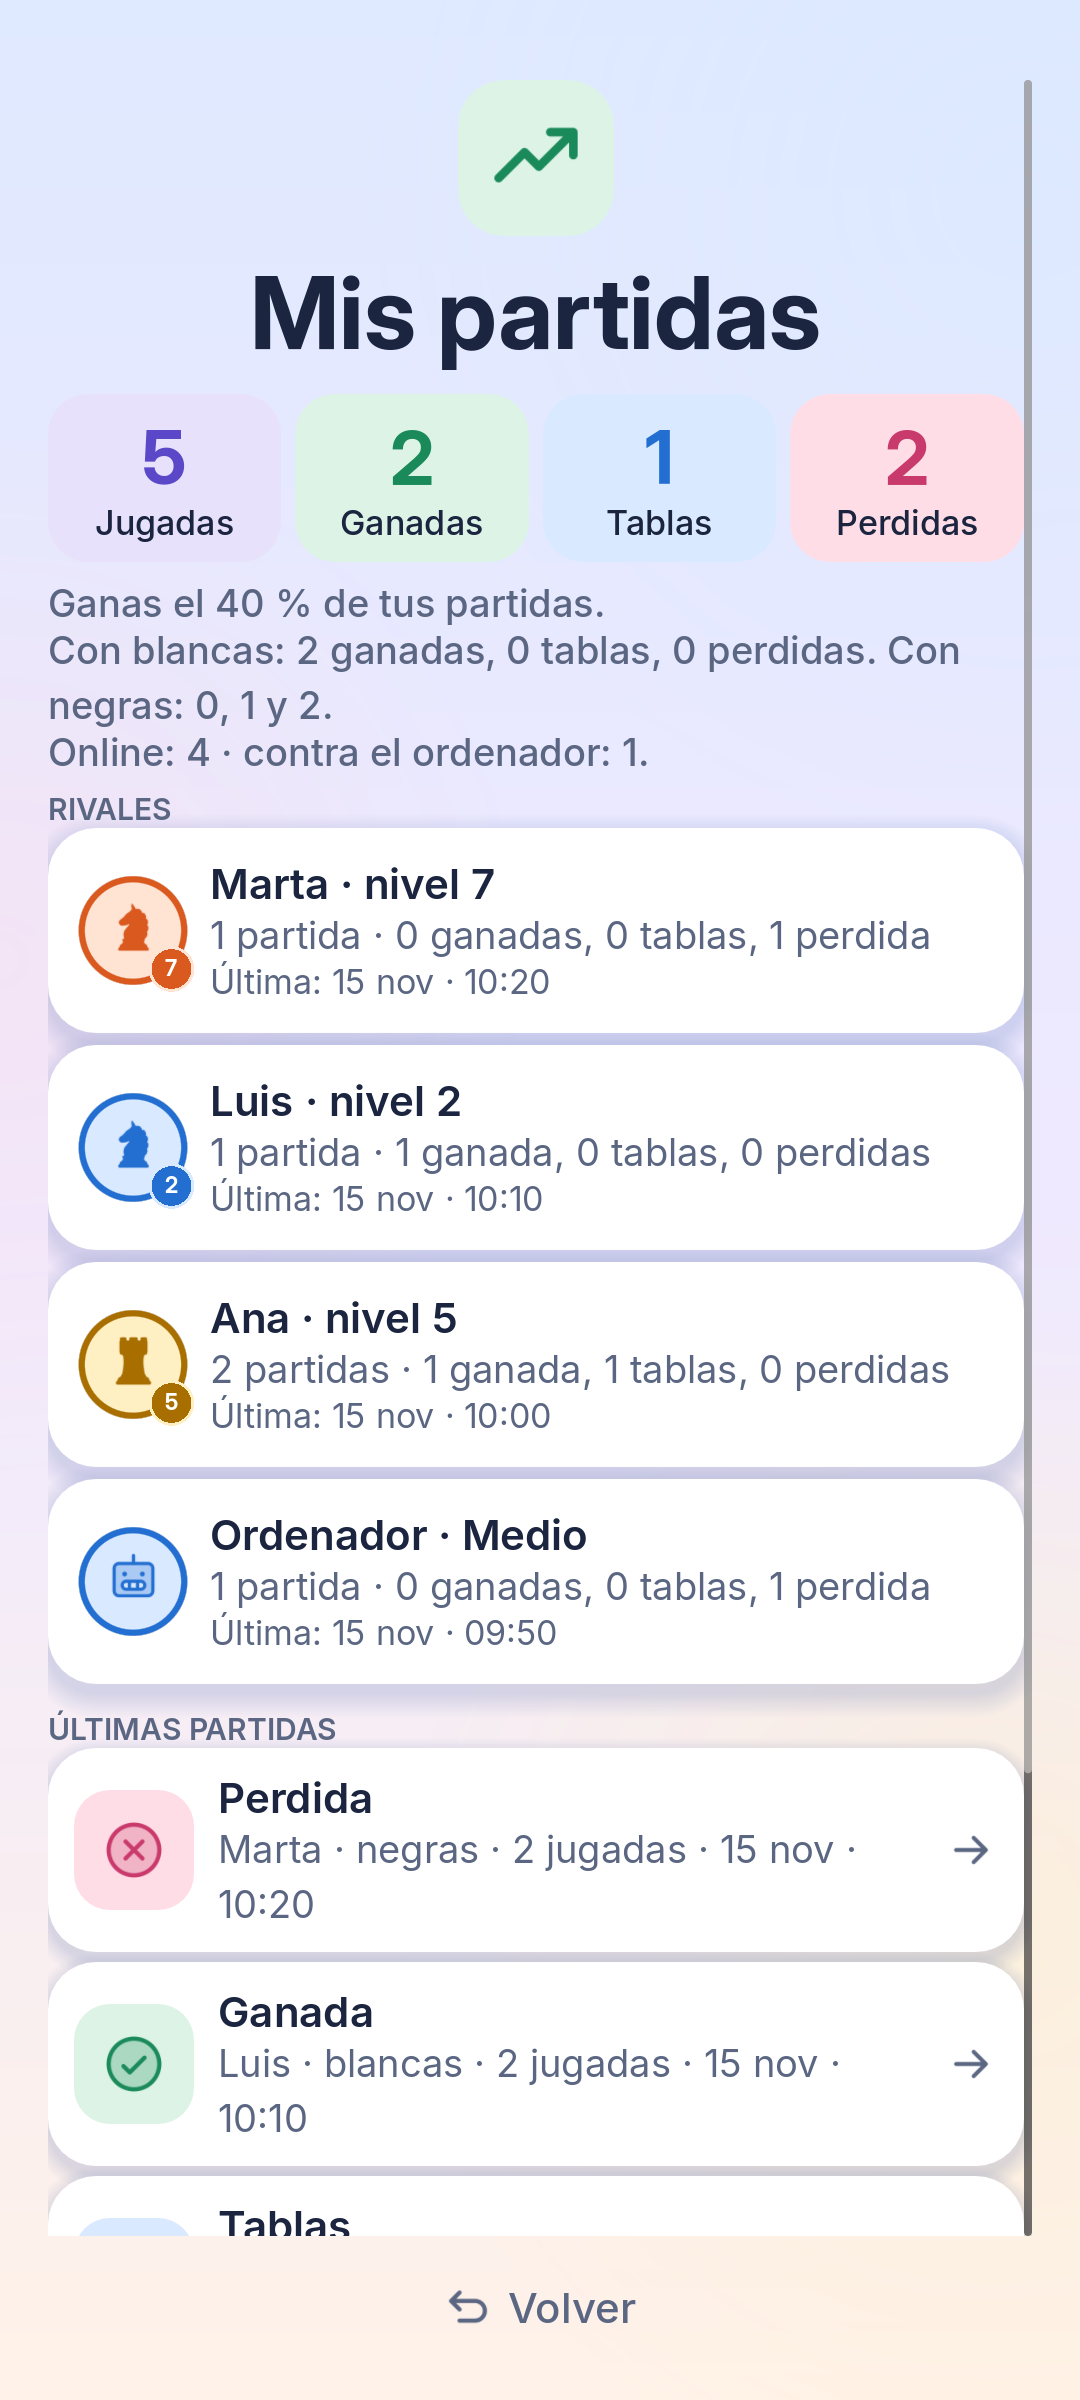 Mis partidas
5
Jugadas
2
Ganadas
1
Tablas
2
Perdidas
Ganas el 40 % de tus partidas.
Con blancas: 2 ganadas, 0 tablas, 0 perdidas. Con
negras: 0, 1 y 2.
Online: 4 · contra el ordenador: 1.
RIVALES
Marta · nivel 7
1 partida · 0 ganadas, 0 tablas, 1 perdida
Última: 15 nov · 10:20
7
Luis · nivel 2
1 partida · 1 ganada, 0 tablas, 0 perdidas
Última: 15 nov · 10:10
2
Ana · nivel 5
2 partidas · 1 ganada, 1 tablas, 0 perdidas
Última: 15 nov · 10:00
5
Ordenador · Medio
1 partida · 0 ganadas, 0 tablas, 1 perdida
Última: 15 nov · 09:50
ÚLTIMAS PARTIDAS
Perdida
Marta · negras · 2 jugadas · 15 nov ·
10:20
Ganada
Luis · blancas · 2 jugadas · 15 nov ·
10:10
Tablas
Volver